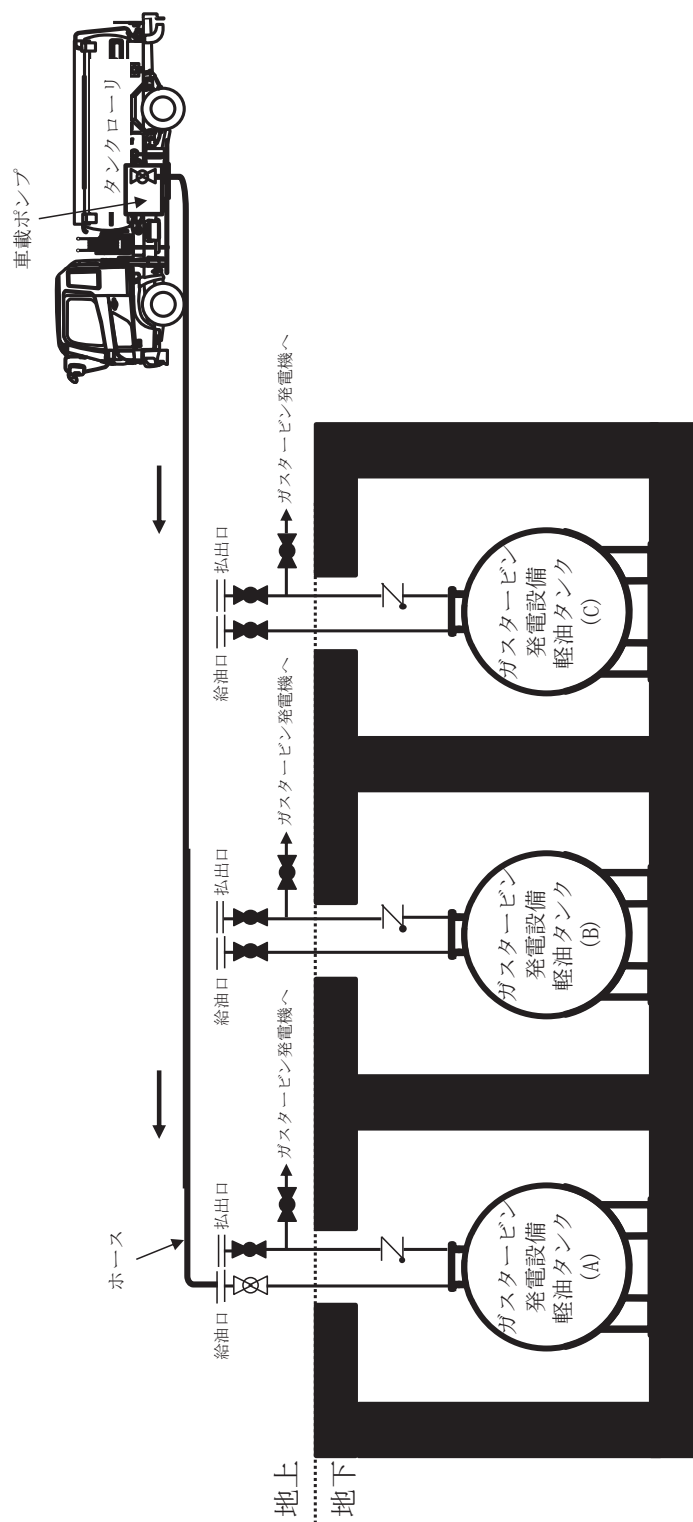 車載ポンプ
タンクローリ
ホース
給油口
払出口
ガスタービン発電機へ
給油口
払出口
ガスタービン発電機へ
給油口
払出口
ガスタービン発電機へ
地上
地下
ガスタービン
発電設備
軽油タンク
(A)
ガスタービン
発電設備
軽油タンク
(B)
ガスタービン
発電設備
軽油タンク
(C)